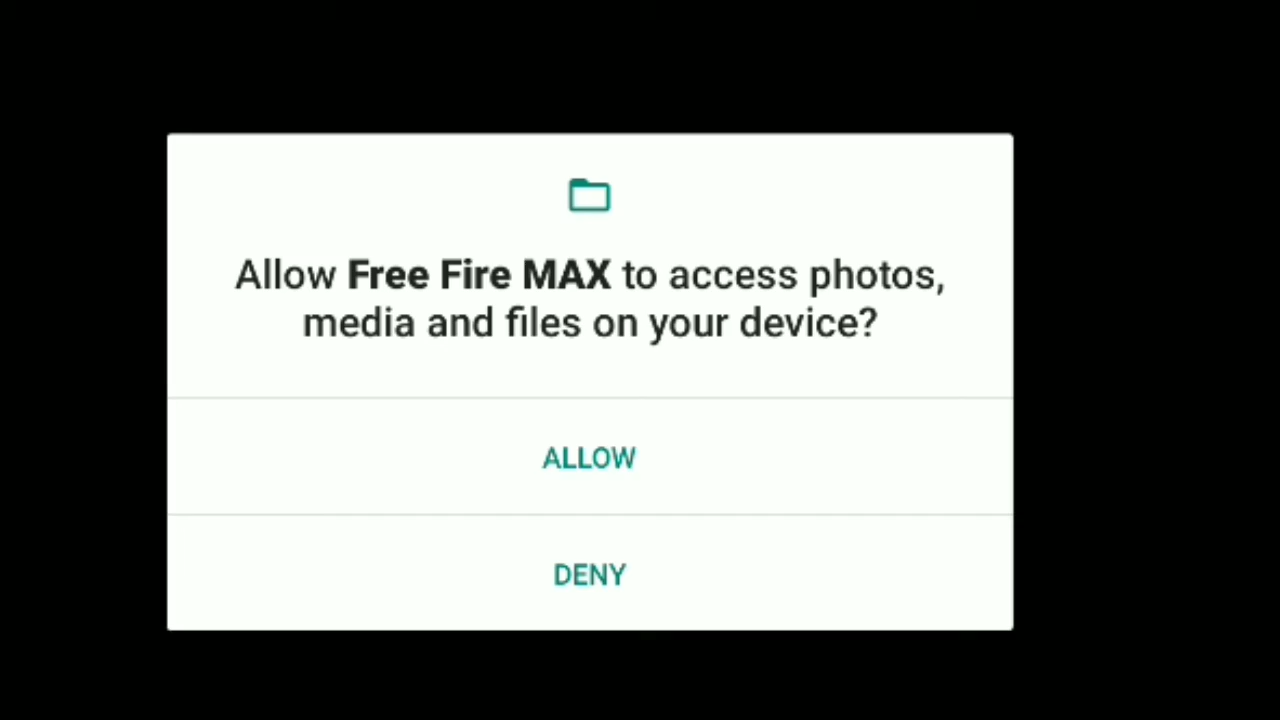 Allow Free Fire MAX to access photos,
media and files on your device?
ALLOW
DENY